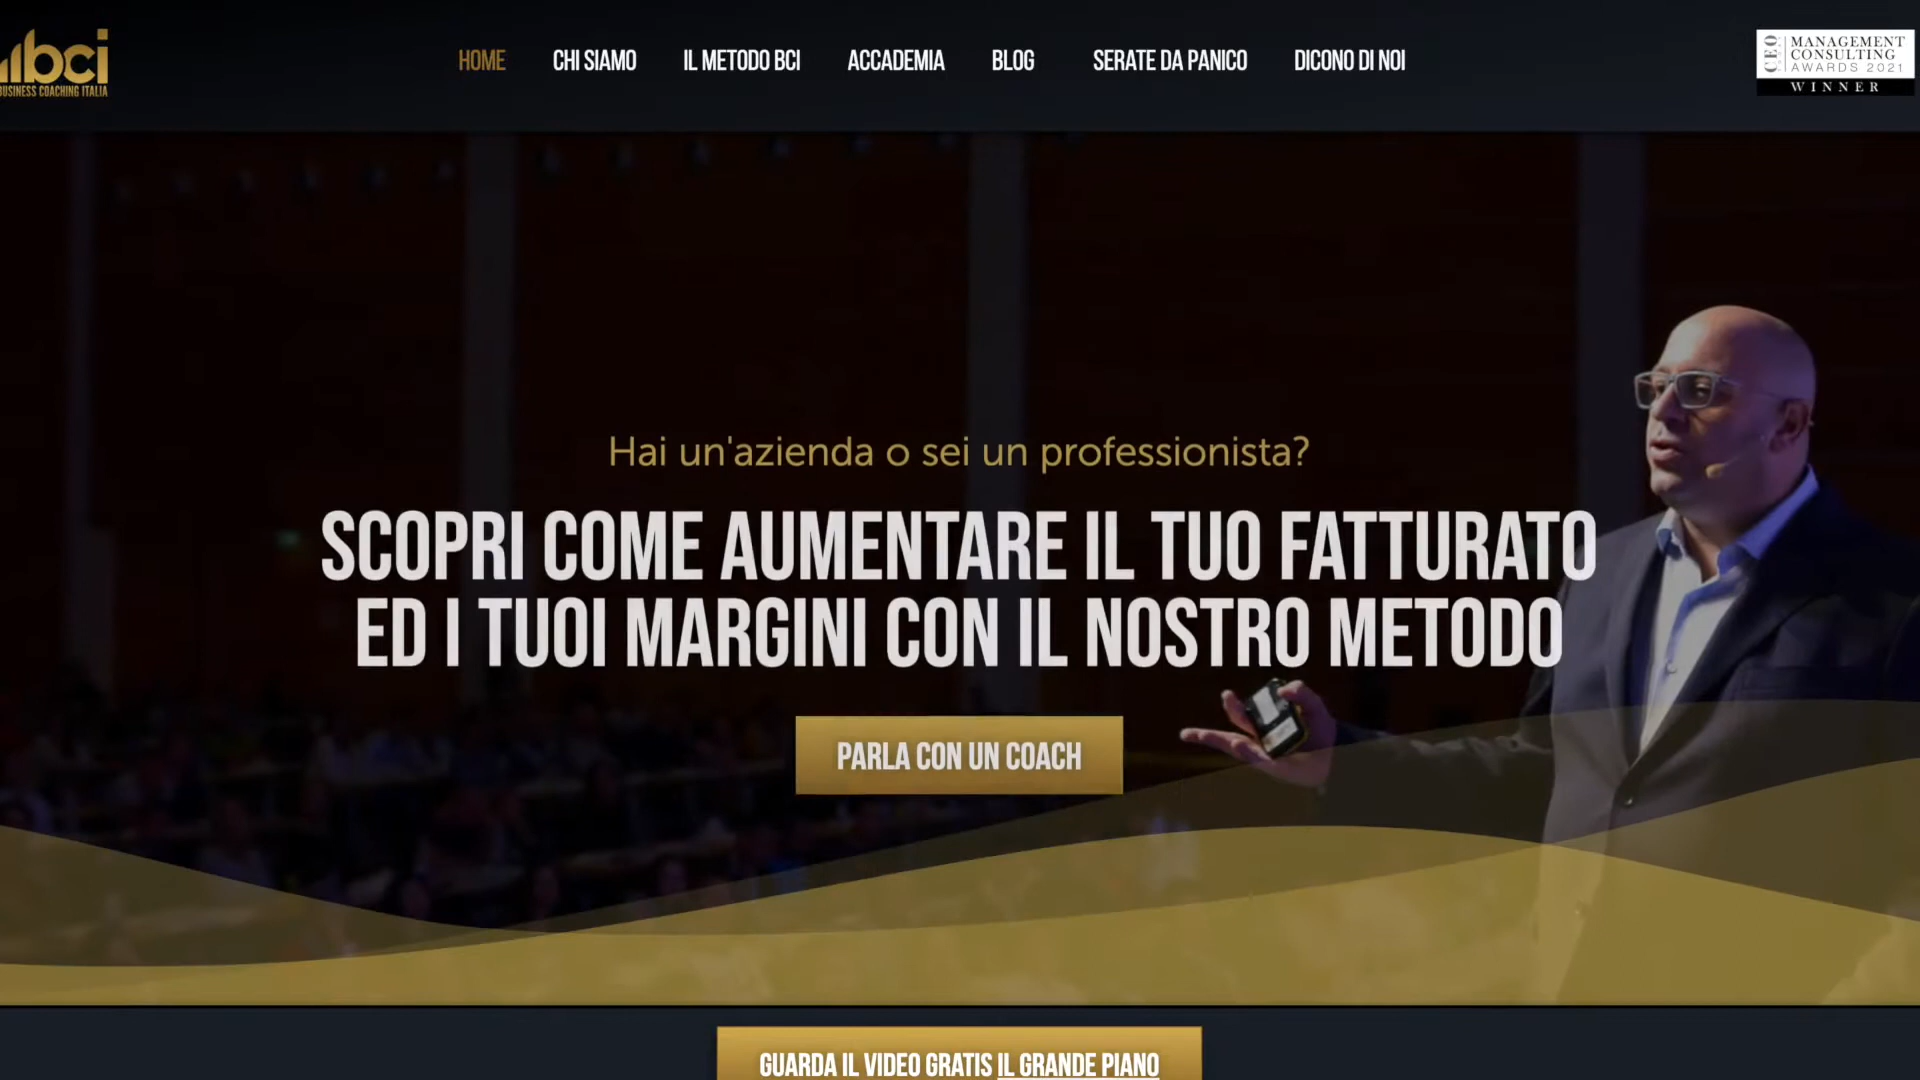 bci
BUSINESS COACHING ITALIA
HOME
CHI SIAMO
IL METODO BCI
ACCADEMIA
BLOG
SERATE DA PANICO
DICONO DI NOI
CEO
MANAGEMENT
CONSULTING
AWARDS 2021
WINNER
Hai un'azienda o sei un professionista?
SCOPRI COME AUMENTARE IL TUO FATTURATO
ED I TUOI MARGINI CON IL NOSTRO METODO
PARLA CON UN COACH
GUARDA IL VIDEO GRATIS IL GRANDE PIANO